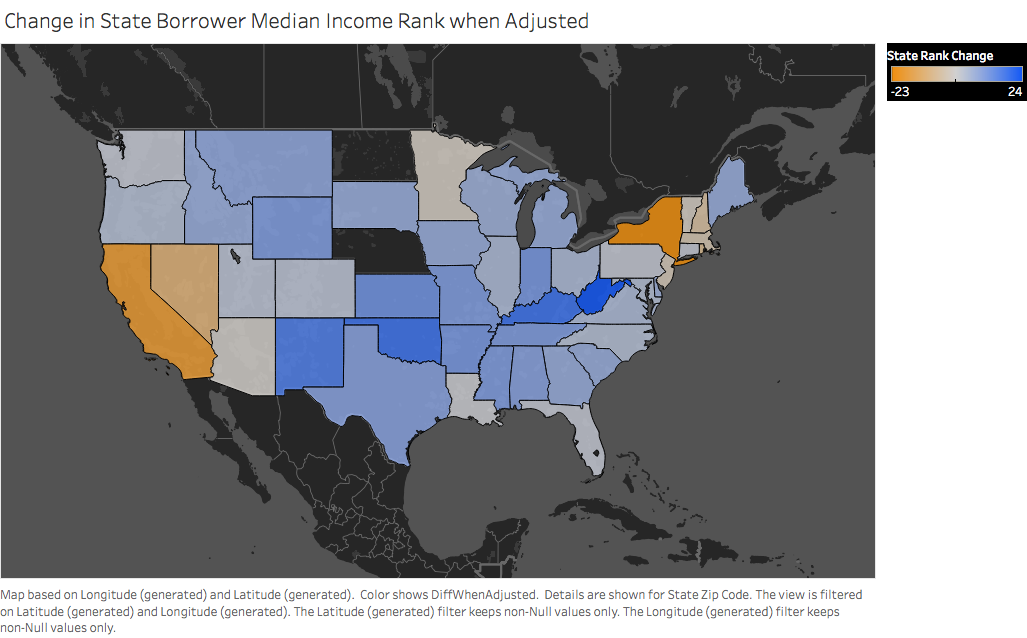 Change in State Borrower Median Income Rank when Adjusted
State Rank Change
-23 24
Map based on Longitude (generated) and Latitude (generated).  Color shows DiffWhenAdjusted.  Details are shown for State Zip Code. The view is filtered
on Latitude (generated) and Longitude (generated). The Latitude (generated) filter keeps non-Null values only. The Longitude (generated) filter keeps
non-Null values only.